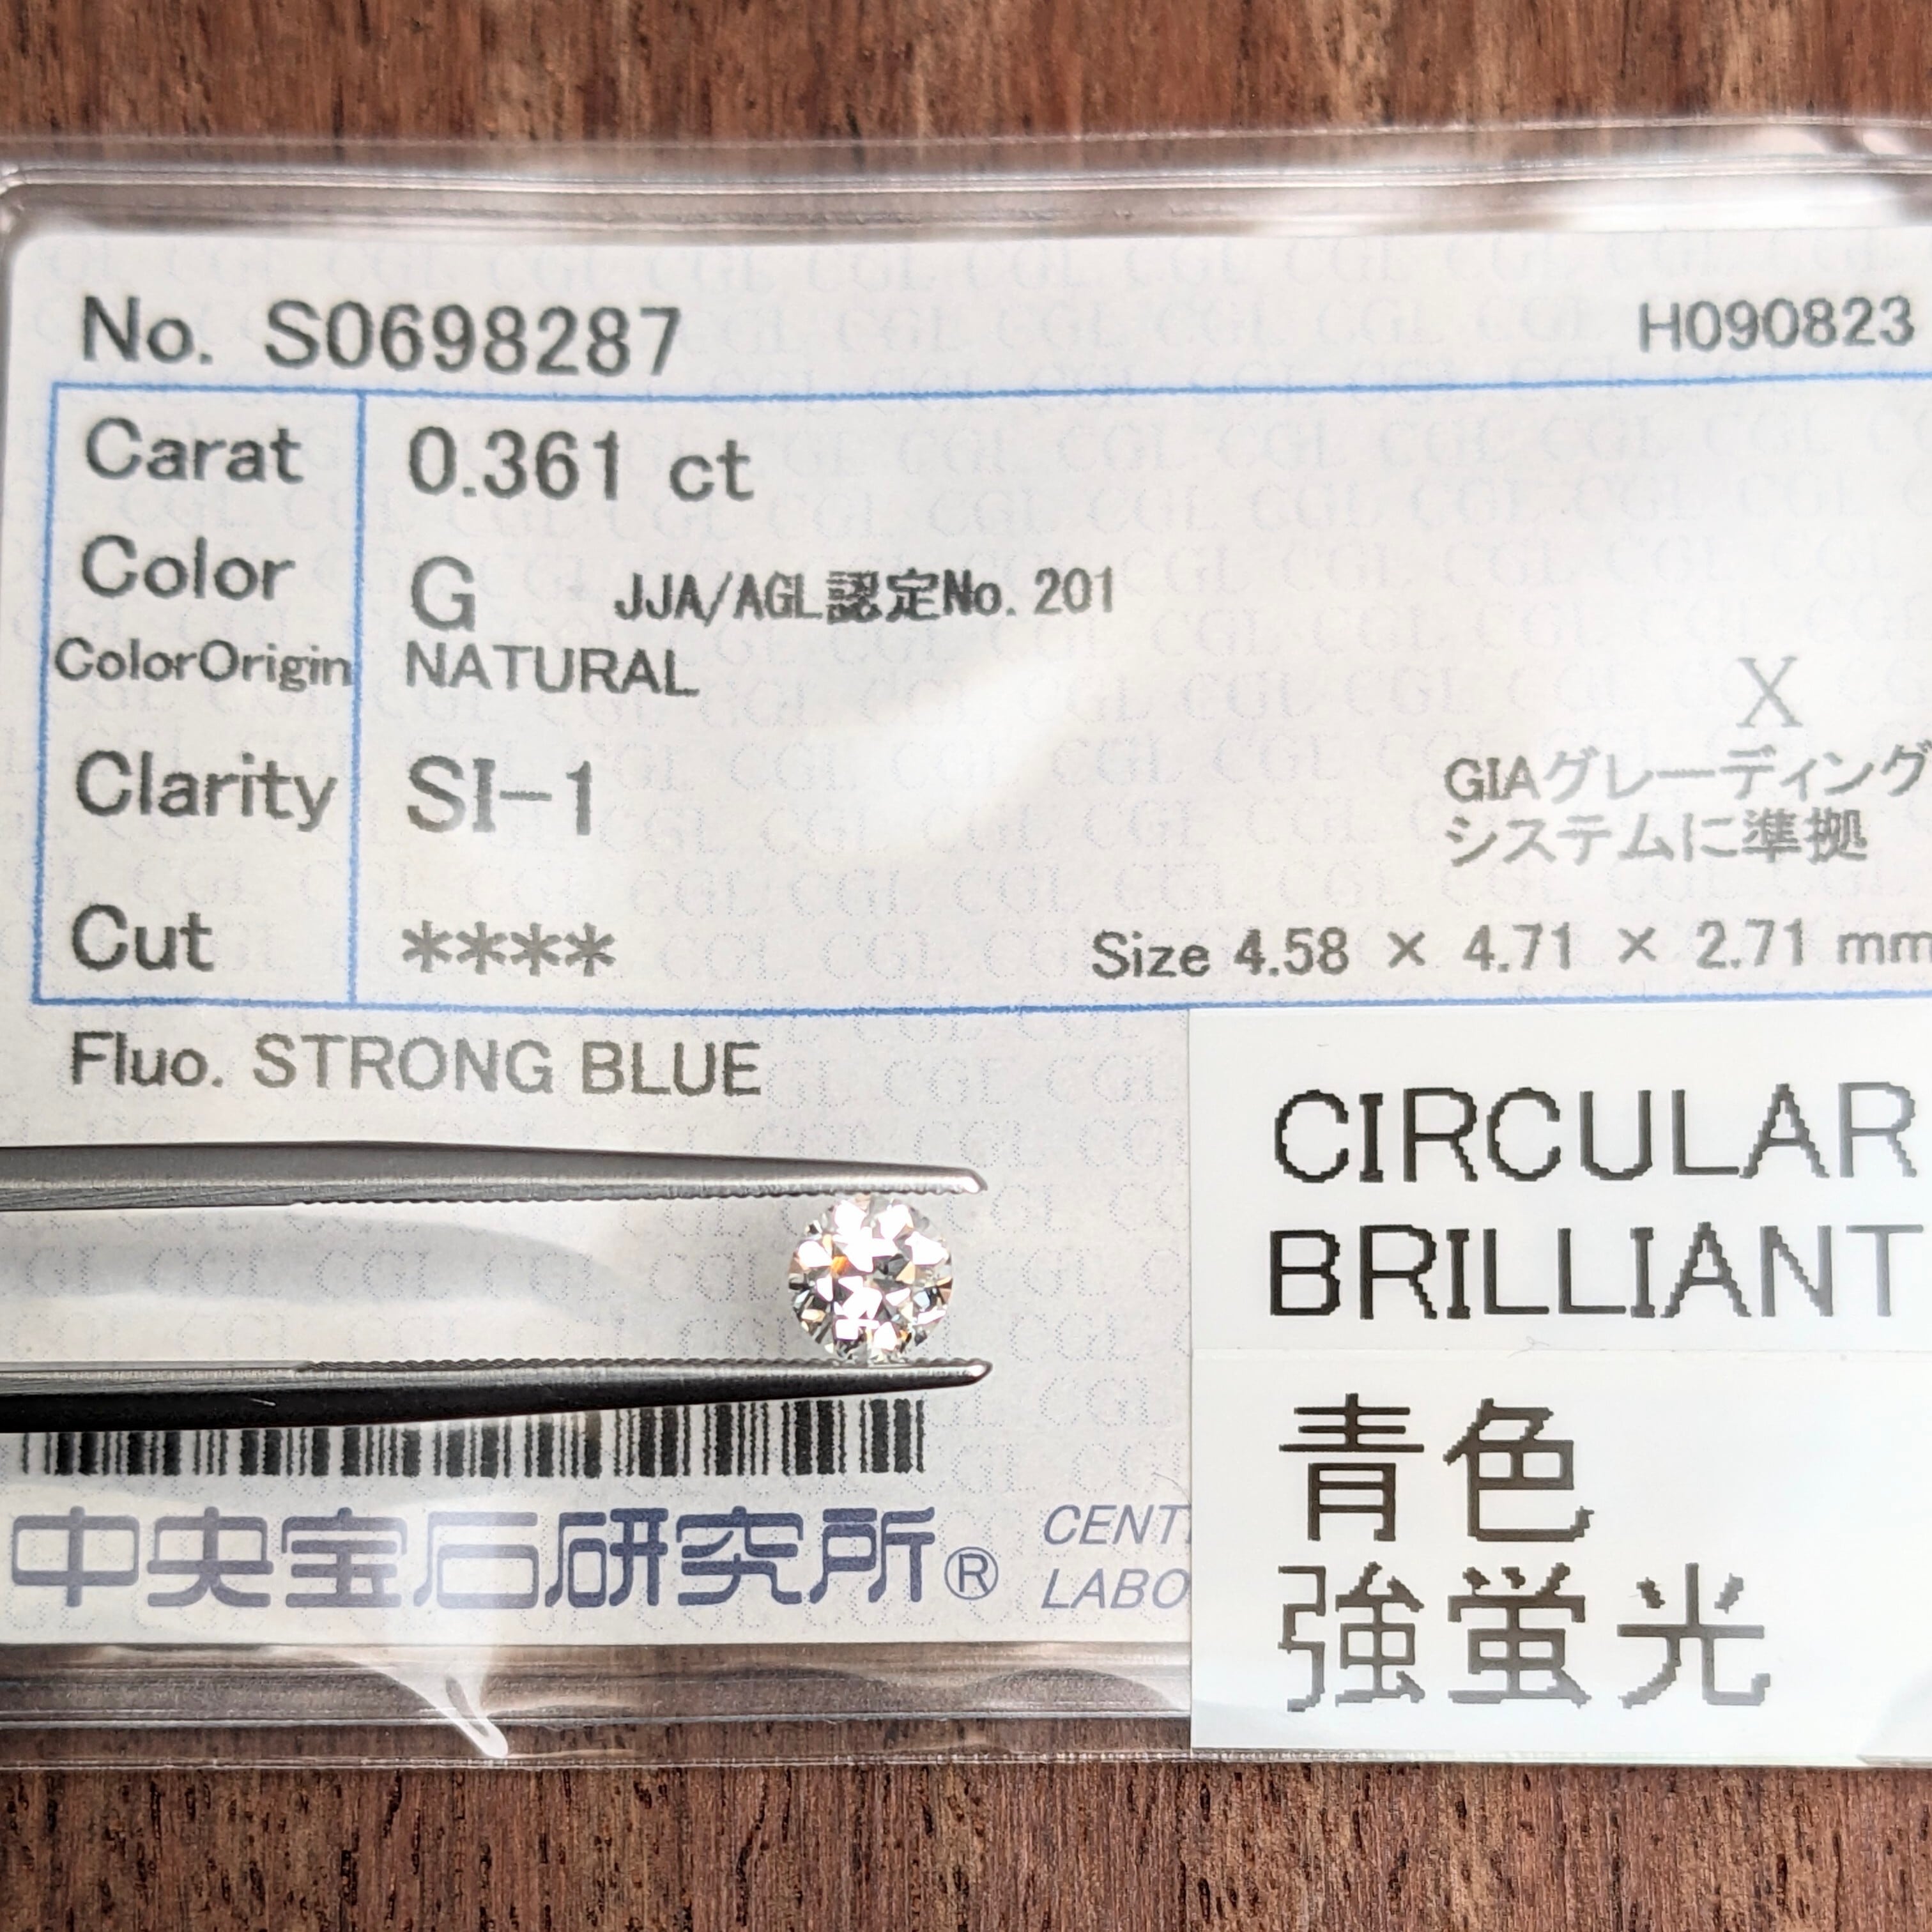 No. S0698287 H090823
Carat 0.361 ct
Color G JJA/AGL認定No. 201
ColorOrigin NATURAL
X
Clarity SI-1
GIAグレーディング
システムに準拠
Cut **** Size 4.58 × 4.71 × 2.71 mm
Fluo. STRONG BLUE
CIRCULAR
BRILLIANT
青色
強蛍光
中央宝石研究所®